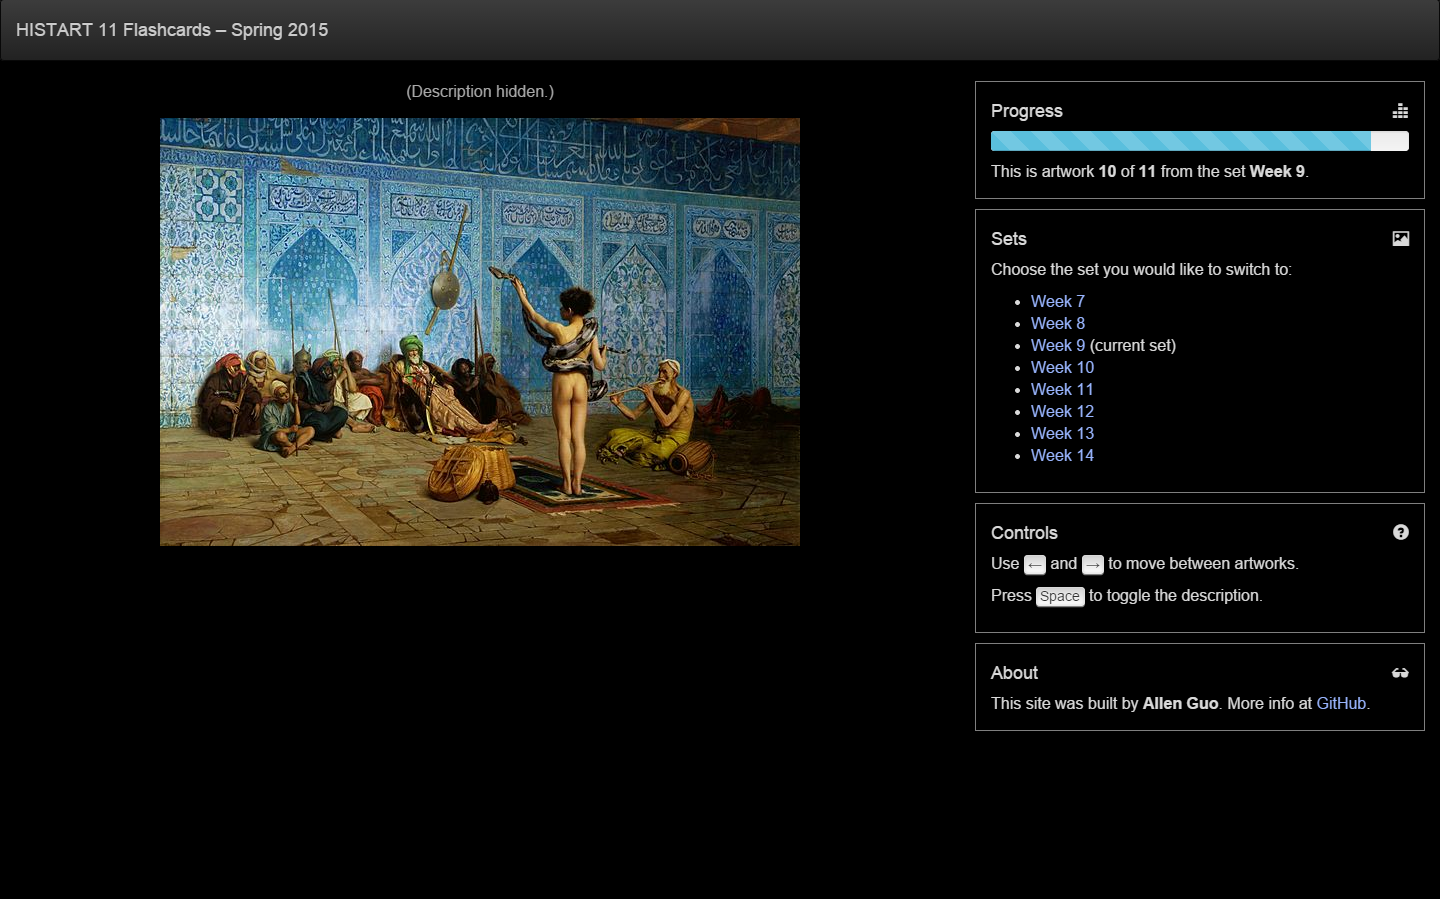 HISTART 11 Flashcards – Spring 2015
(Description hidden.)
Progress
This is artwork 10 of 11 from the set Week 9.
Sets
Choose the set you would like to switch to:
Week 7
Week 8
Week 9 (current set)
Week 10
Week 11
Week 12
Week 13
Week 14
Controls
Use ← and → to move between artworks.
Press Space to toggle the description.
About
This site was built by Allen Guo. More info at GitHub.